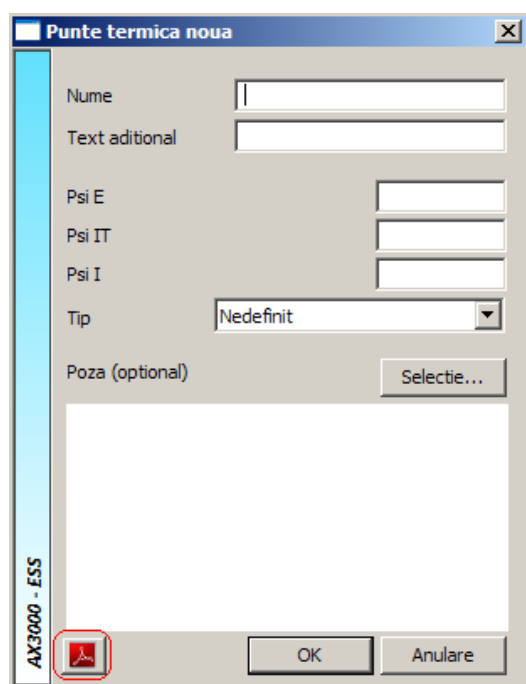 Punte termica noua
Nume
Text aditional
Psi E
Psi IT
Psi I
Tip
Nedefinit
Poza (optional)
Selectie...
AX3000 - ESS
OK
Anulare